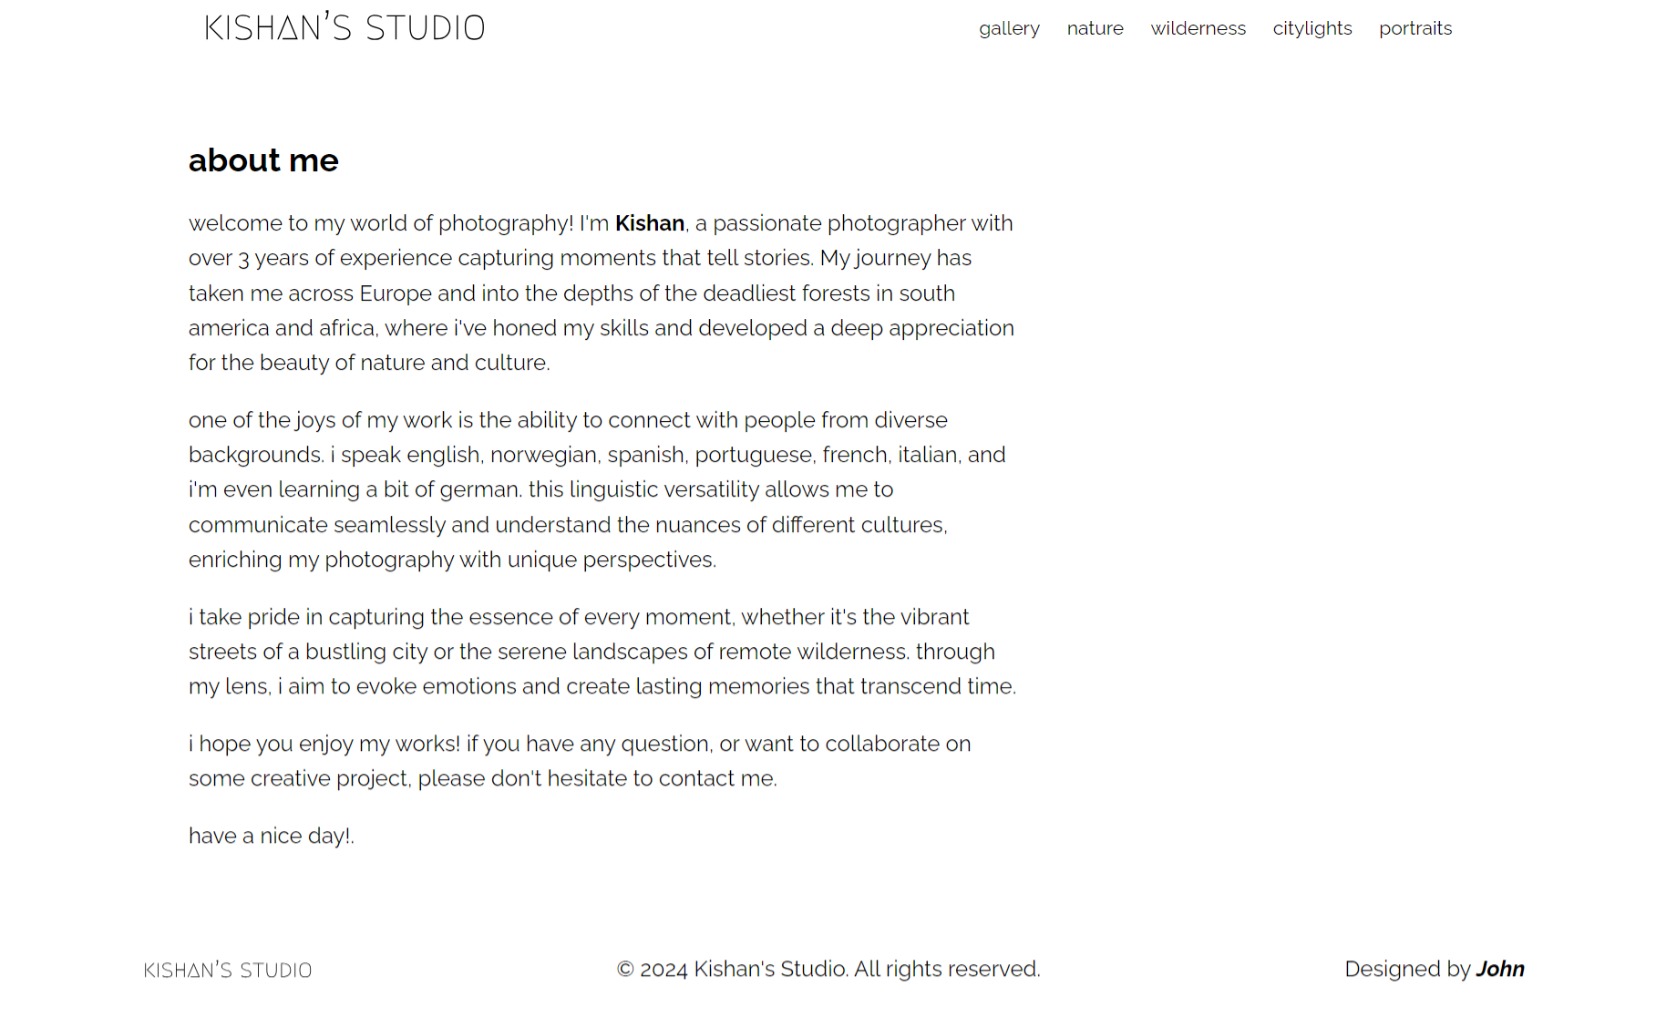 KISHAN'S STUDIO
gallery nature wilderness citylights portraits
about me
welcome to my world of photography! I'm Kishan, a passionate photographer with
over 3 years of experience capturing moments that tell stories. My journey has
taken me across Europe and into the depths of the deadliest forests in south
america and africa, where i've honed my skills and developed a deep appreciation
for the beauty of nature and culture.
one of the joys of my work is the ability to connect with people from diverse
backgrounds. i speak english, norwegian, spanish, portuguese, french, italian, and
i'm even learning a bit of german. this linguistic versatility allows me to
communicate seamlessly and understand the nuances of different cultures,
enriching my photography with unique perspectives.
i take pride in capturing the essence of every moment, whether it's the vibrant
streets of a bustling city or the serene landscapes of remote wilderness. through
my lens, i aim to evoke emotions and create lasting memories that transcend time.
i hope you enjoy my works! if you have any question, or want to collaborate on
some creative project, please don't hesitate to contact me.
have a nice day!.
KISHAN'S STUDIO
© 2024 Kishan's Studio. All rights reserved.
Designed by John